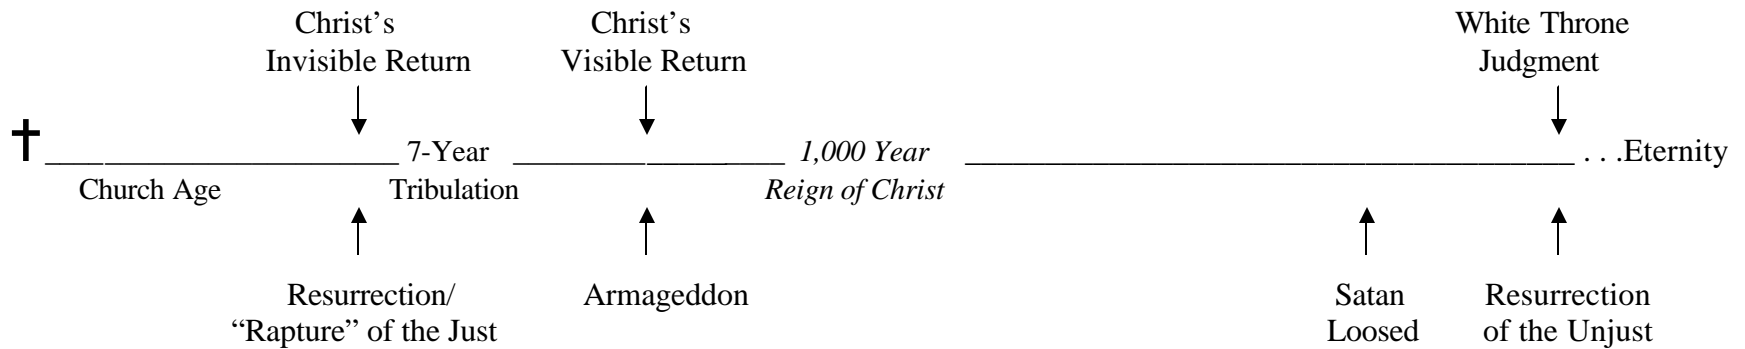 Christ’s
Invisible Return
Christ’s
Visible Return
White Throne
Judgment
7-Year
1,000 Year
. . .Eternity
Church Age
Tribulation
Reign of Christ
Resurrection/
“Rapture” of the Just
Armageddon
Satan
Loosed
Resurrection
of the Unjust